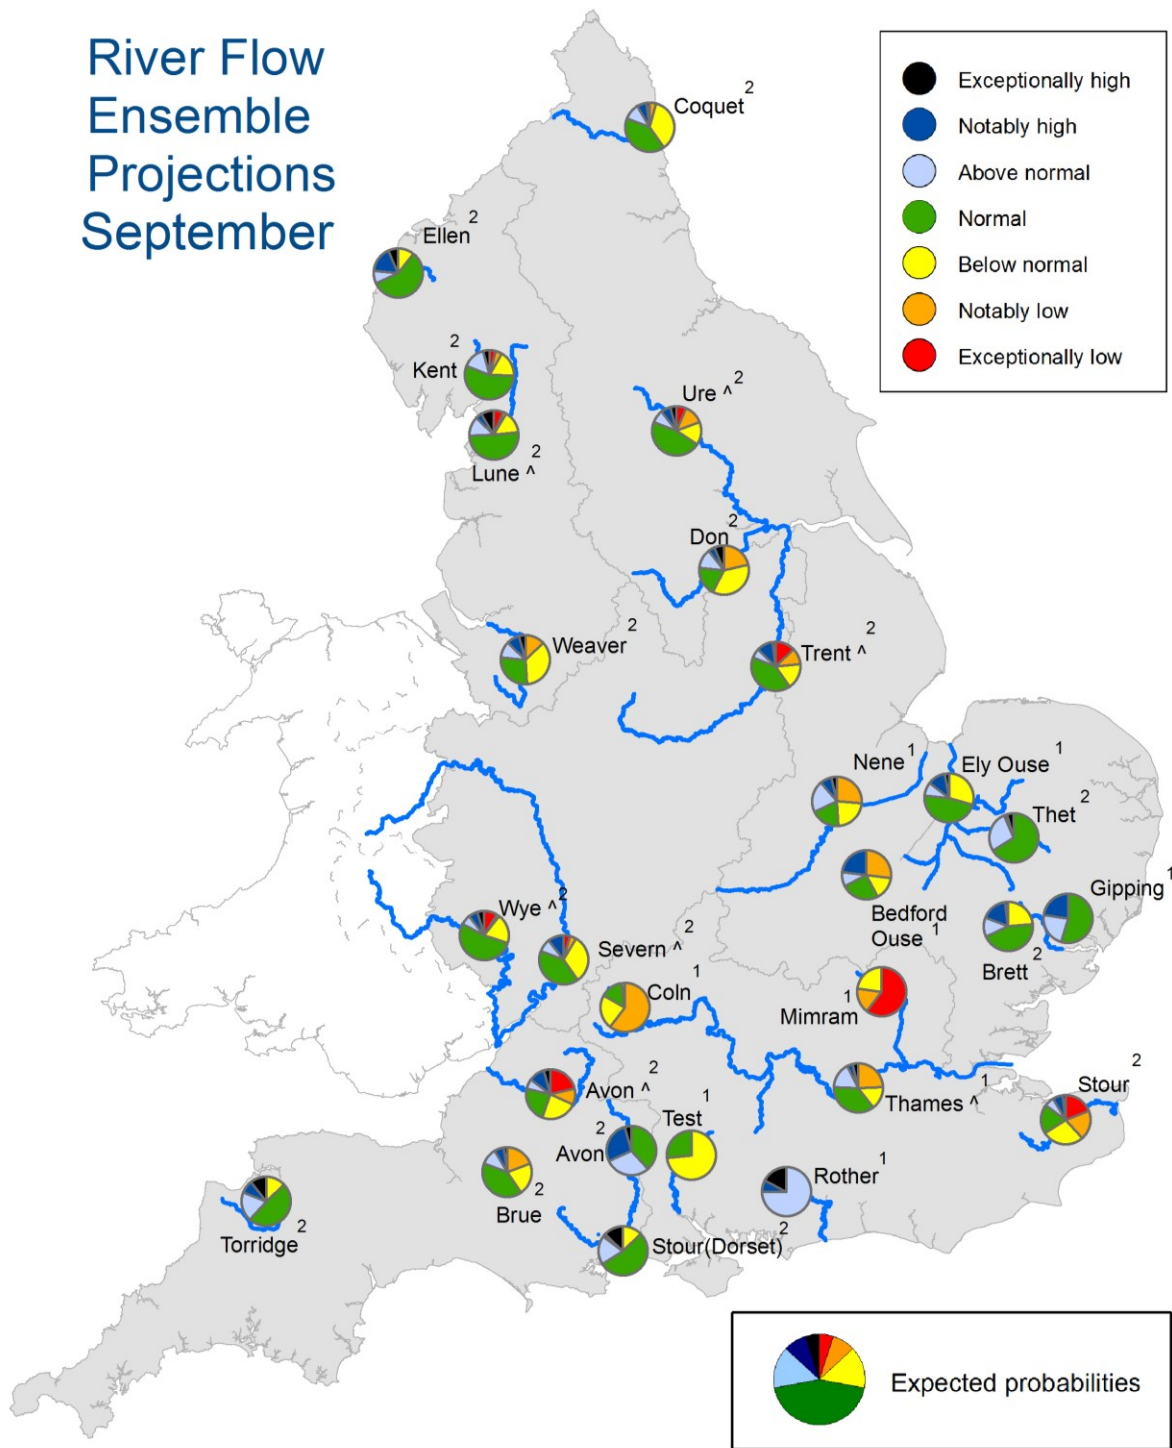 River Flow
Ensemble
Projections
September
Exceptionally high
Notably high
Above normal
Normal
Below normal
Notably low
Exceptionally low
Coquet 2
Ellen 2
Kent 2
Lune ^ 2
Ure ^ 2
Don 2
Weaver 2
Trent ^ 2
Nene 1
Ely Ouse 1
Thet 2
Gipping 1
Bedford
Ouse 1
Brett 2
Wye ^ 2
Severn ^ 2
Coln 1
Mimram 1
Thames ^ 1
Stour 2
Avon ^ 2
Avon 2
Test 1
Rother 1
Brue 2
Torridge 2
Stour(Dorset) 2
Expected probabilities